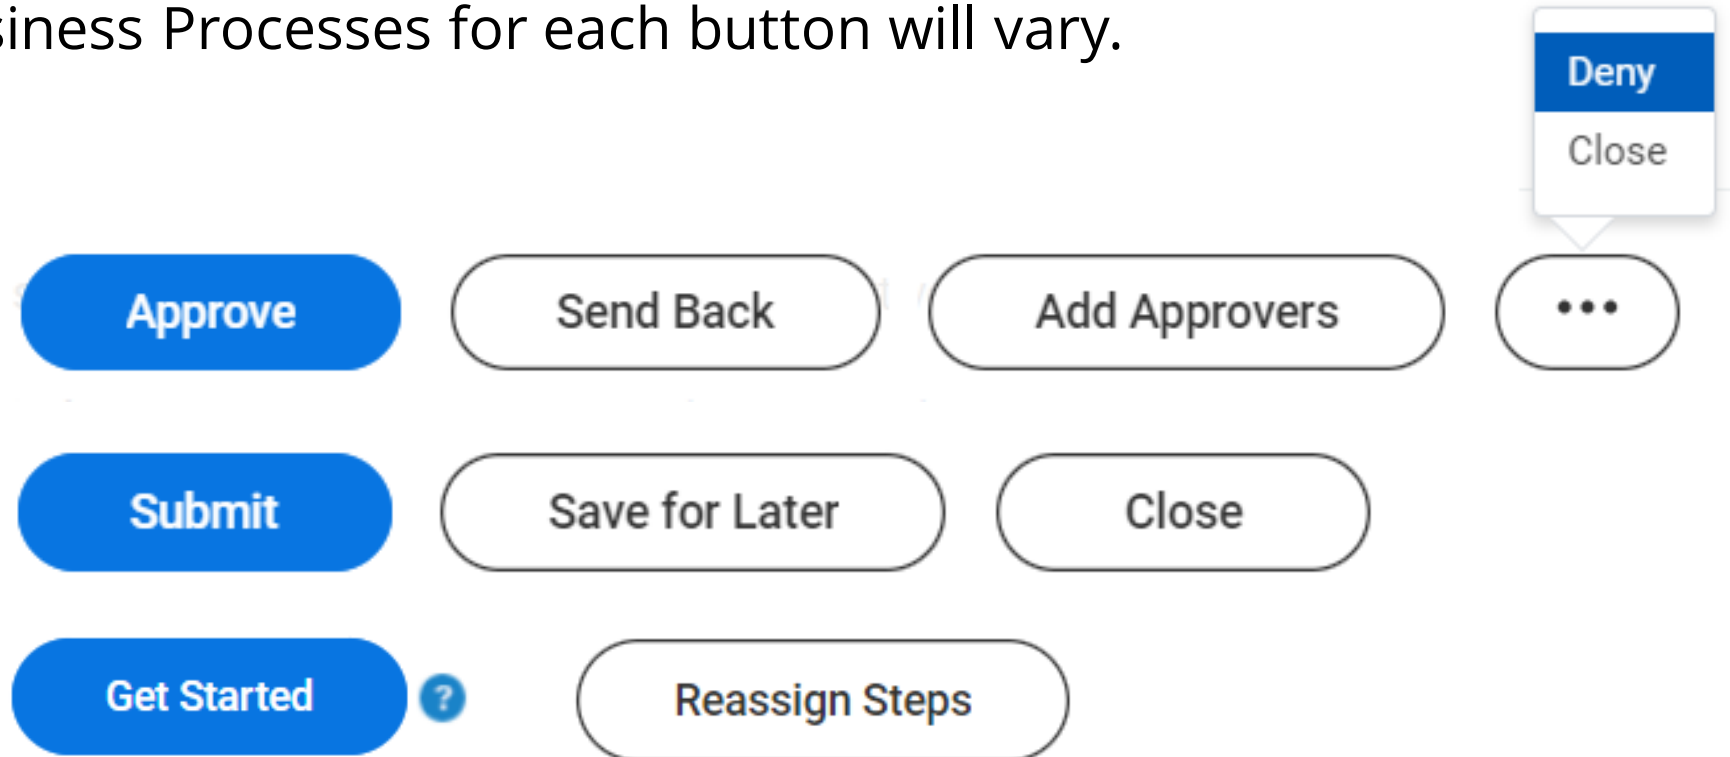 siness Processes for each button will vary.
Deny
Close
Approve Send Back Add Approvers •••
Submit Save for Later Close
Get Started ? Reassign Steps